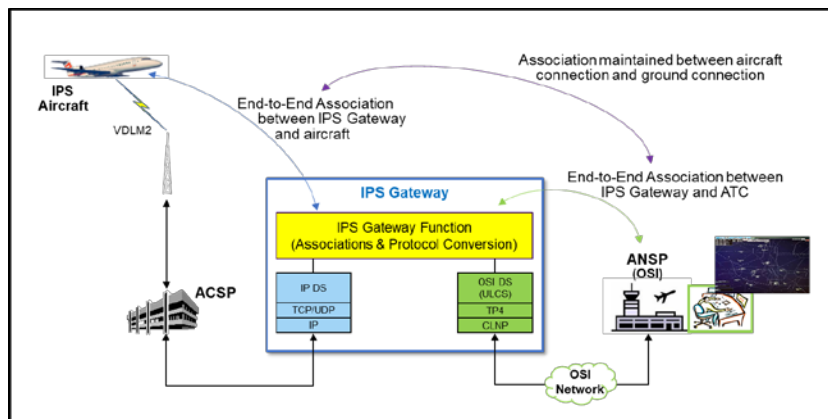 IPS
Aircraft
VDLM2
ACSP
End-to-End Association
between IPS Gateway
and aircraft
Association maintained between aircraft
connection and ground connection
End-to-End Association between
IPS Gateway and ATC
IPS Gateway
IPS Gateway Function
(Associations & Protocol Conversion)
IP DS
TCP/UDP
IP
OSI DS
(ULCS)
TP4
CLNP
ANSP
(OSI)
OSI
Network